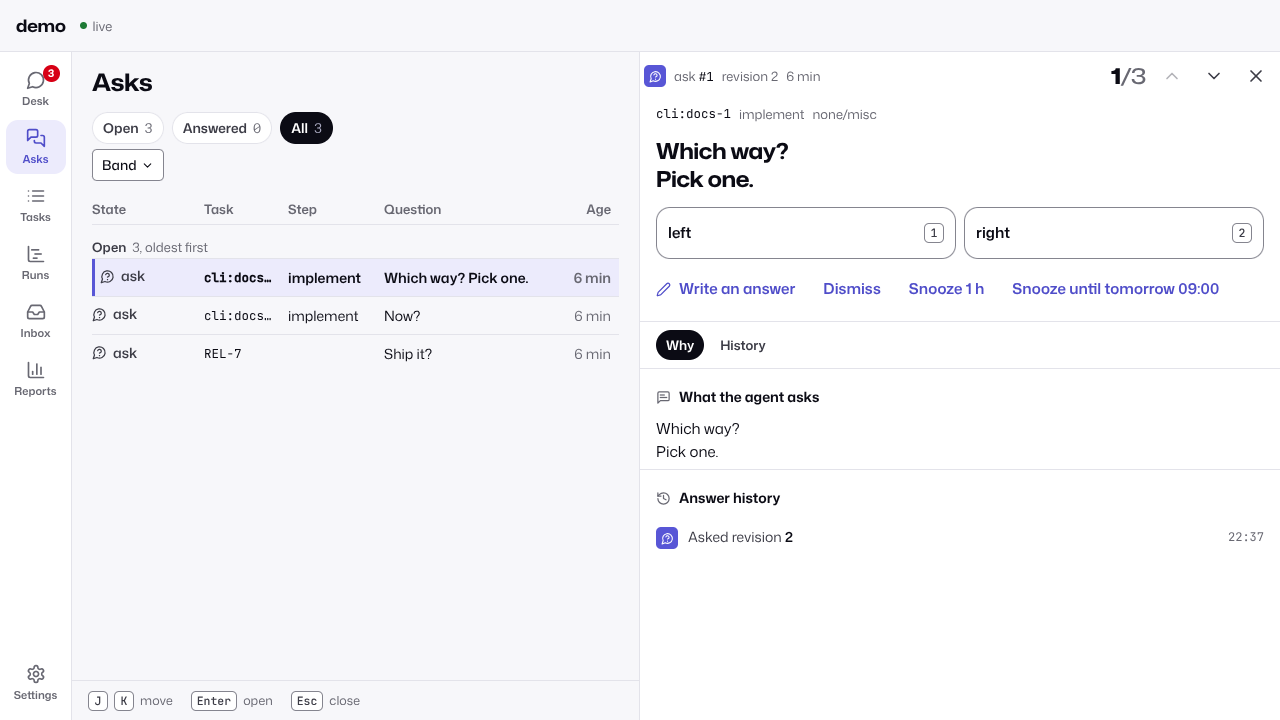 demo live
3
Desk
Asks
Tasks
Runs
Inbox
Reports
Settings
Asks
Open 3 Answered 0 All 3
Band
State Task Step Question Age
Open 3, oldest first
ask cli:docs… implement Which way? Pick one. 6 min
ask cli:docs… implement Now? 6 min
ask REL-7 Ship it? 6 min
J K move Enter open Esc close
ask #1 revision 2 6 min 1/3
cli:docs-1 implement none/misc
Which way?
Pick one.
left 1 right 2
Write an answer Dismiss Snooze 1 h Snooze until tomorrow 09:00
Why History
What the agent asks
Which way?
Pick one.
Answer history
Asked revision 2 22:37